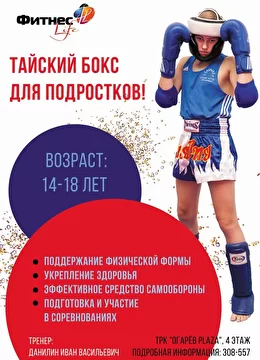 Фитнес
Life
ТАЙСКИЙ БОКС
ДЛЯ ПОДРОСТКОВ!
ВОЗРАСТ:
14-18 ЛЕТ
ПОДДЕРЖАНИЕ ФИЗИЧЕСКОЙ ФОРМЫ
УКРЕПЛЕНИЕ ЗДОРОВЬЯ
ЭФФЕКТИВНОЕ СРЕДСТВО САМООБОРОНЫ
ПОДГОТОВКА И УЧАСТИЕ
В СОРЕВНОВАНИЯХ
ТРЕНЕР:
ДАНИЛИН ИВАН ВАСИЛЬЕВИЧ
ТРК "ОГАРЁВ PLAZA", 4 ЭТАЖ
ПОДРОБНАЯ ИНФОРМАЦИЯ: 308-557